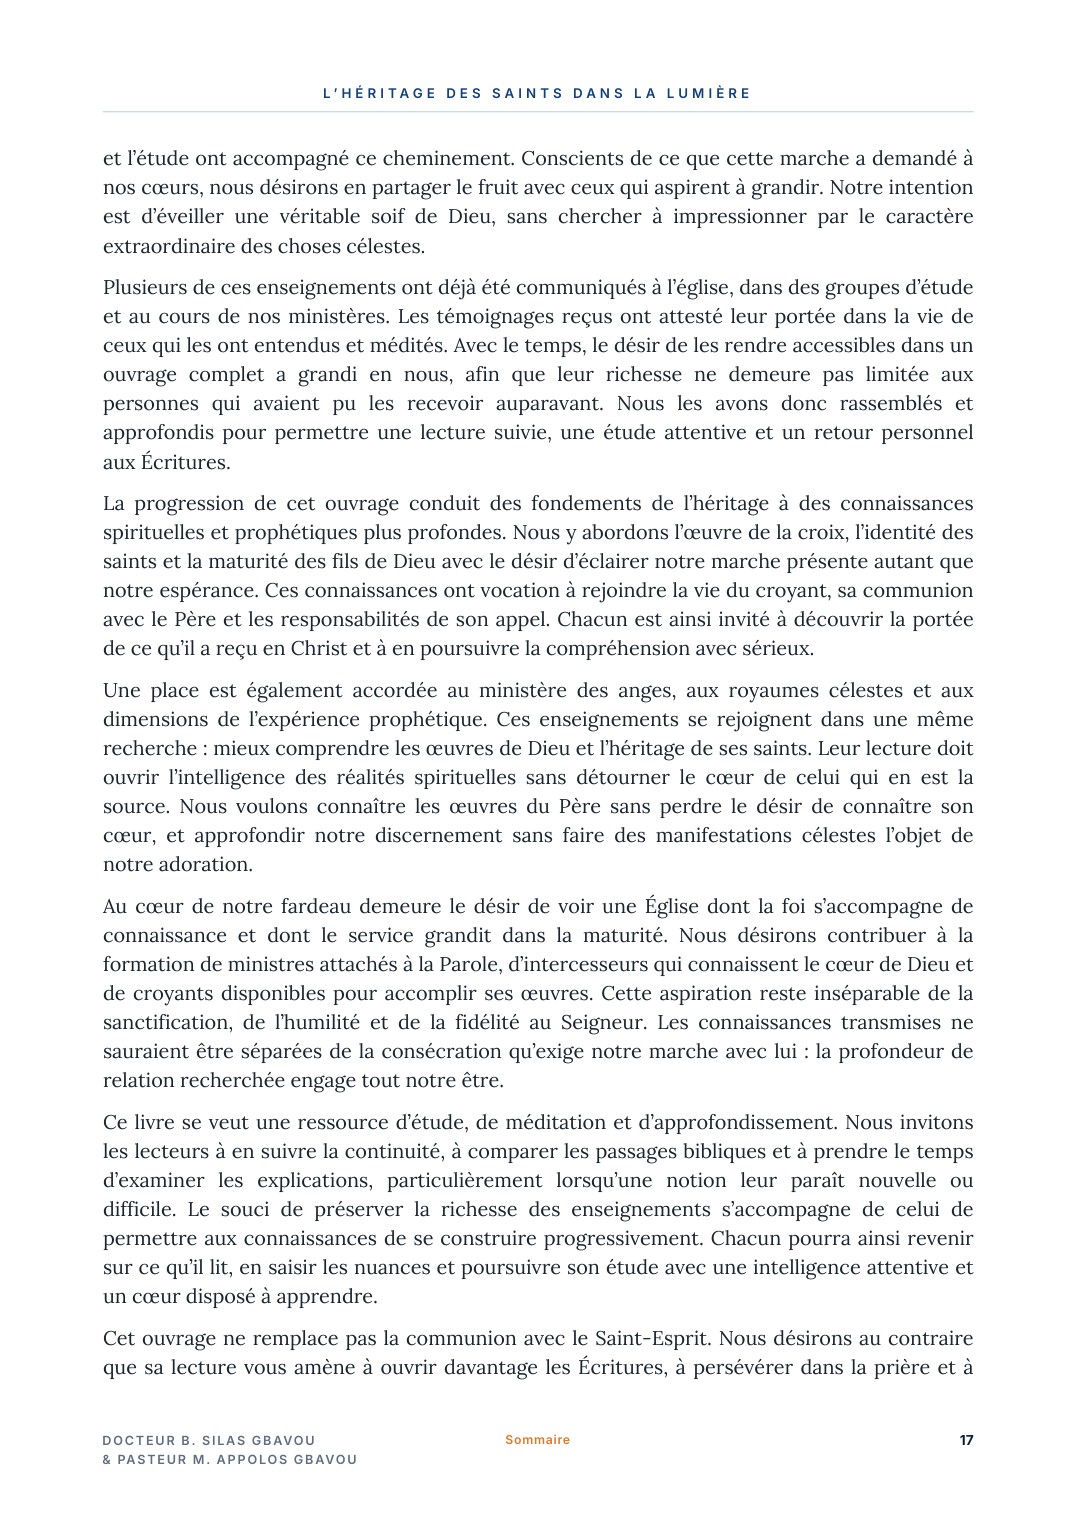 L’HÉRITAGE DES SAINTS DANS LA LUMIÈRE
et l’étude ont accompagné ce cheminement. Conscients de ce que cette marche a demandé à
nos cœurs, nous désirons en partager le fruit avec ceux qui aspirent à grandir. Notre intention
est d’éveiller une véritable soif de Dieu, sans chercher à impressionner par le caractère
extraordinaire des choses célestes.
Plusieurs de ces enseignements ont déjà été communiqués à l’église, dans des groupes d’étude
et au cours de nos ministères. Les témoignages reçus ont attesté leur portée dans la vie de
ceux qui les ont entendus et médités. Avec le temps, le désir de les rendre accessibles dans un
ouvrage complet a grandi en nous, afin que leur richesse ne demeure pas limitée aux
personnes qui avaient pu les recevoir auparavant. Nous les avons donc rassemblés et
approfondis pour permettre une lecture suivie, une étude attentive et un retour personnel
aux Écritures.
La progression de cet ouvrage conduit des fondements de l’héritage à des connaissances
spirituelles et prophétiques plus profondes. Nous y abordons l’œuvre de la croix, l’identité des
saints et la maturité des fils de Dieu avec le désir d’éclairer notre marche présente autant que
notre espérance. Ces connaissances ont vocation à rejoindre la vie du croyant, sa communion
avec le Père et les responsabilités de son appel. Chacun est ainsi invité à découvrir la portée
de ce qu’il a reçu en Christ et à en poursuivre la compréhension avec sérieux.
Une place est également accordée au ministère des anges, aux royaumes célestes et aux
dimensions de l’expérience prophétique. Ces enseignements se rejoignent dans une même
recherche : mieux comprendre les œuvres de Dieu et l’héritage de ses saints. Leur lecture doit
ouvrir l’intelligence des réalités spirituelles sans détourner le cœur de celui qui en est la
source. Nous voulons connaître les œuvres du Père sans perdre le désir de connaître son
cœur, et approfondir notre discernement sans faire des manifestations célestes l’objet de
notre adoration.
Au cœur de notre fardeau demeure le désir de voir une Église dont la foi s’accompagne de
connaissance et dont le service grandit dans la maturité. Nous désirons contribuer à la
formation de ministres attachés à la Parole, d’intercesseurs qui connaissent le cœur de Dieu et
de croyants disponibles pour accomplir ses œuvres. Cette aspiration reste inséparable de la
sanctification, de l’humilité et de la fidélité au Seigneur. Les connaissances transmises ne
sauraient être séparées de la consécration qu’exige notre marche avec lui : la profondeur de
relation recherchée engage tout notre être.
Ce livre se veut une ressource d’étude, de méditation et d’approfondissement. Nous invitons
les lecteurs à en suivre la continuité, à comparer les passages bibliques et à prendre le temps
d’examiner les explications, particulièrement lorsqu’une notion leur paraît nouvelle ou
difficile. Le souci de préserver la richesse des enseignements s’accompagne de celui de
permettre aux connaissances de se construire progressivement. Chacun pourra ainsi revenir
sur ce qu’il lit, en saisir les nuances et poursuivre son étude avec une intelligence attentive et
un cœur disposé à apprendre.
Cet ouvrage ne remplace pas la communion avec le Saint-Esprit. Nous désirons au contraire
que sa lecture vous amène à ouvrir davantage les Écritures, à persévérer dans la prière et à
DOCTEUR B. SILAS GBAVOU
& PASTEUR M. APPOLOS GBAVOU
Sommaire
17